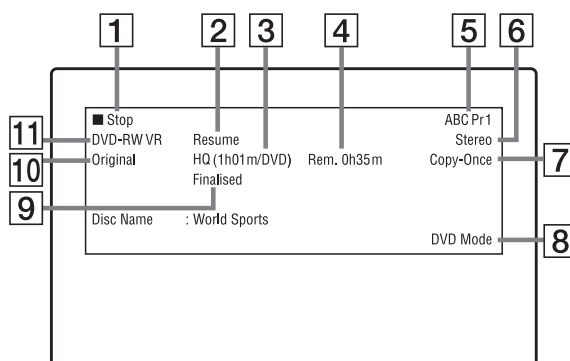 1 2 3 4 5 6
■ Stop ABC Pr1
11 DVD-RW VR Resume Stereo
10 Original HQ (1h01m/DVD) Rem. 0h35m Copy-Once 7
9 Finalised
Disc Name : World Sports
DVD Mode 8